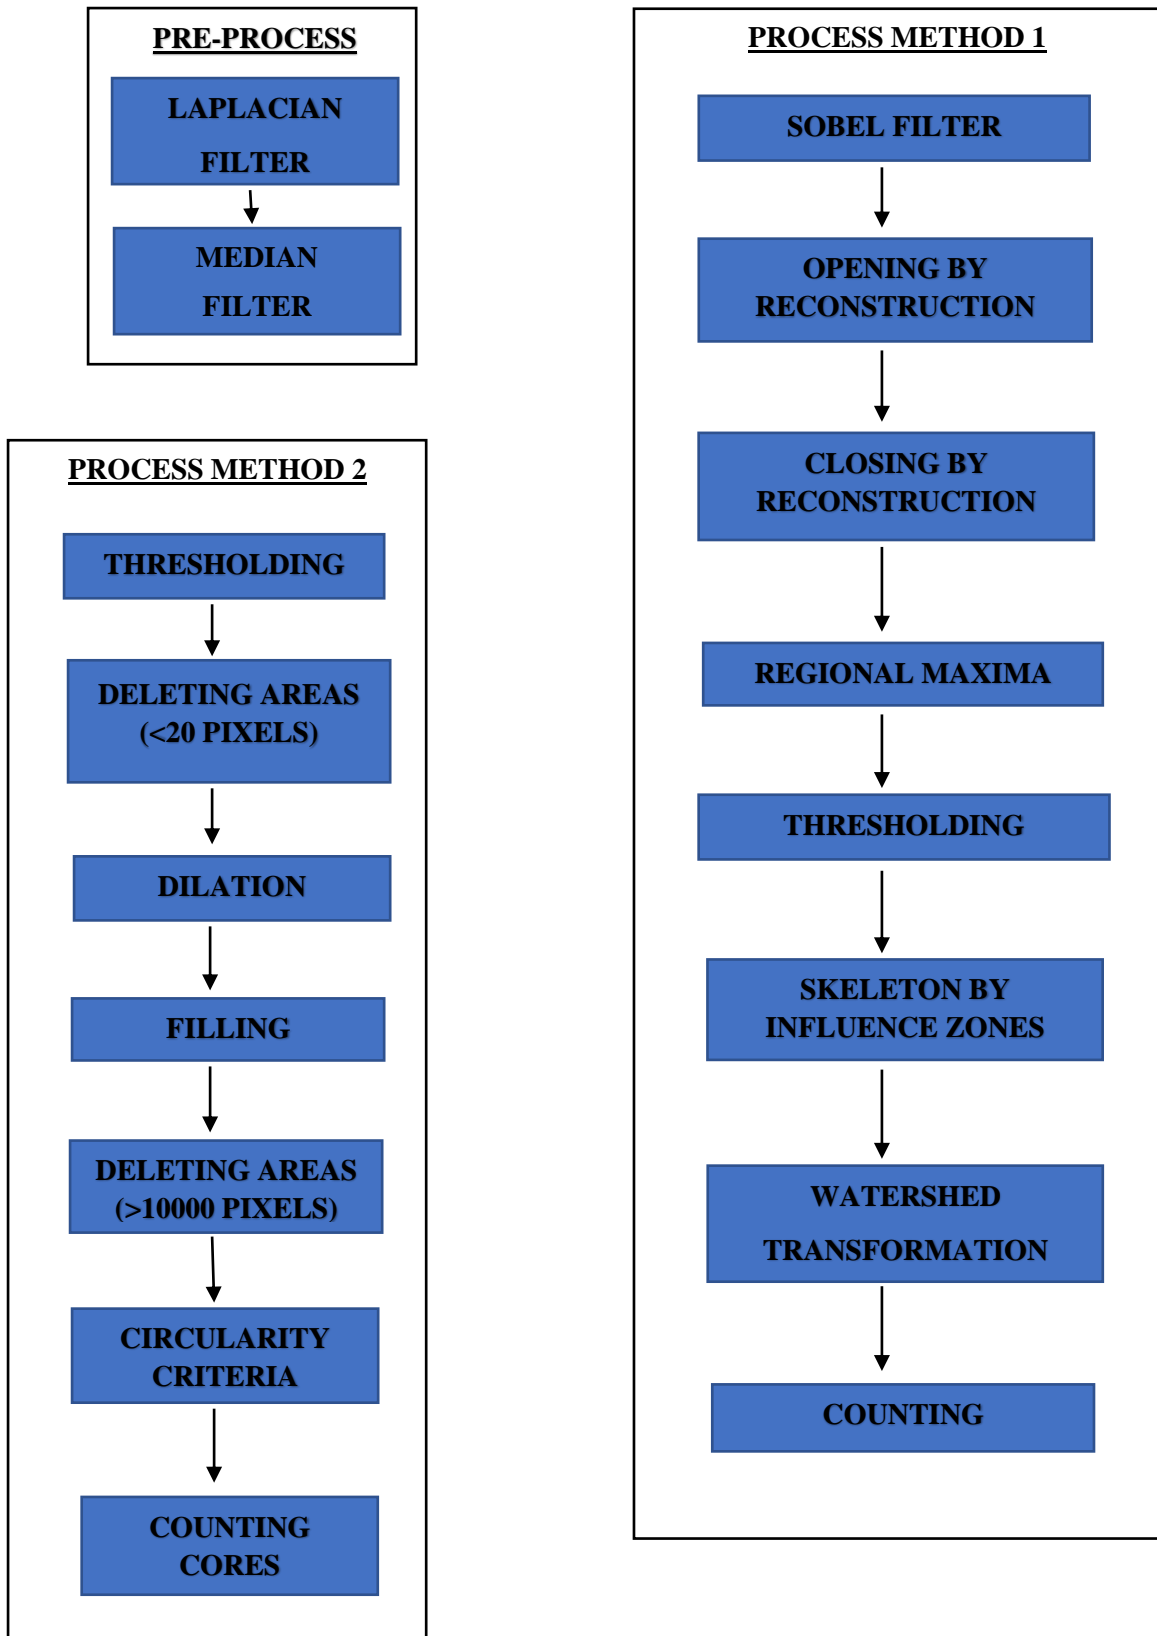 PRE-PROCESS
LAPLACIAN
FILTER
MEDIAN
FILTER
PROCESS METHOD 1
SOBEL FILTER
OPENING BY
RECONSTRUCTION
CLOSING BY
RECONSTRUCTION
REGIONAL MAXIMA
THRESHOLDING
SKELETON BY
INFLUENCE ZONES
WATERSHED
TRANSFORMATION
COUNTING
PROCESS METHOD 2
THRESHOLDING
DELETING AREAS
(<20 PIXELS)
DILATION
FILLING
DELETING AREAS
(>10000 PIXELS)
CIRCULARITY
CRITERIA
COUNTING
CORES